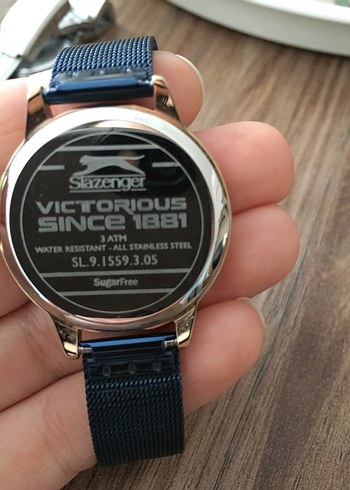 Slazenger
VICTORIOUS
SINCE 1881
3 ATM
WATER RESISTANT - ALL STAINLESS STEEL
SL.9.1559.3.05
SugarFree